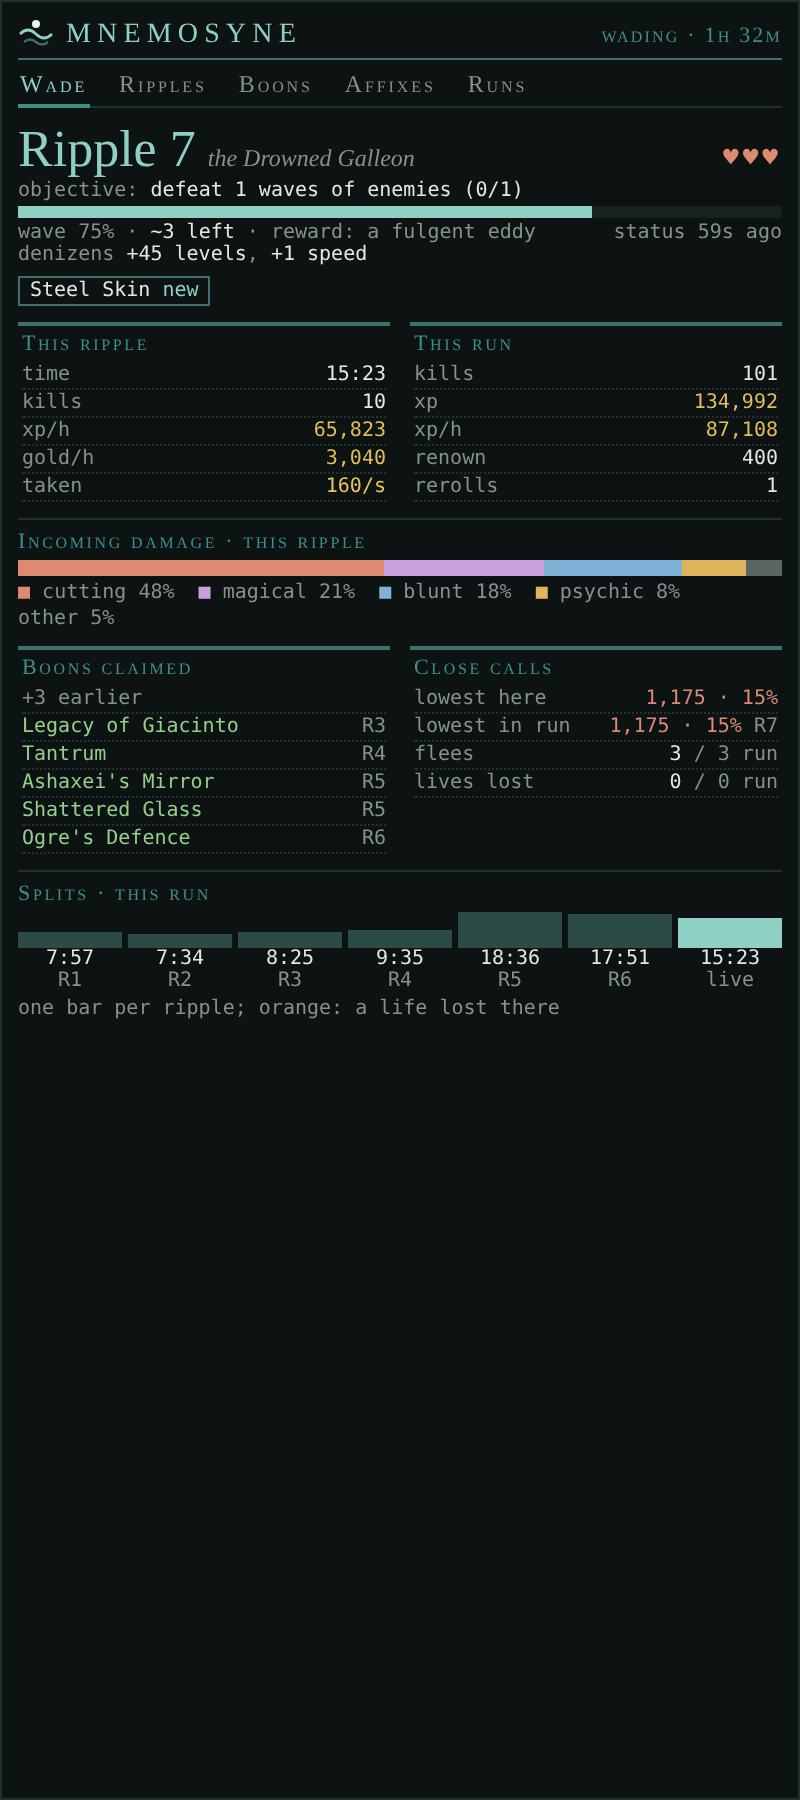 MNEMOSYNE
WADING · 1H 32M
Wade Ripples Boons Affixes Runs
Ripple 7 the Drowned Galleon ♥♥♥
objective: defeat 1 waves of enemies (0/1)
wave 75% · ~3 left · reward: a fulgent eddy status 59s ago
denizens +45 levels, +1 speed
Steel Skin new
This ripple
time 15:23
kills 10
xp/h 65,823
gold/h 3,040
taken 160/s
This run
kills 101
xp 134,992
xp/h 87,108
renown 400
rerolls 1
Incoming damage · this ripple
cutting 48% magical 21% blunt 18% psychic 8%
other 5%
Boons claimed
+3 earlier
Legacy of Giacinto R3
Tantrum R4
Ashaxei's Mirror R5
Shattered Glass R5
Ogre's Defence R6
Close calls
lowest here 1,175 · 15%
lowest in run 1,175 · 15% R7
flees 3 / 3 run
lives lost 0 / 0 run
Splits · this run
7:57 7:34 8:25 9:35 18:36 17:51 15:23
R1 R2 R3 R4 R5 R6 live
one bar per ripple; orange: a life lost there